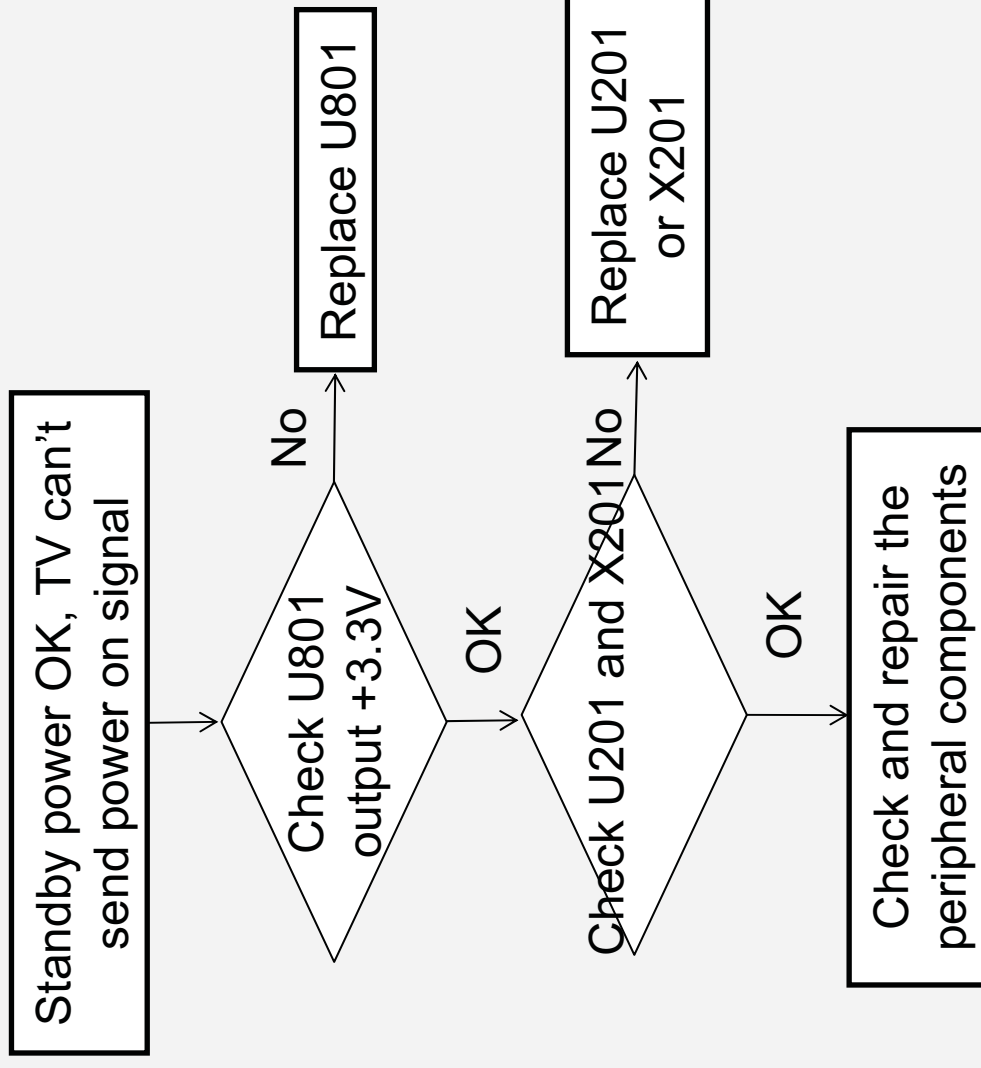 Standby power OK, TV can't
send power on signal
Check U801
output +3.3V
No
Replace U801
OK
Check U201 and X201
No
Replace U201
or X201
OK
Check and repair the
peripheral components